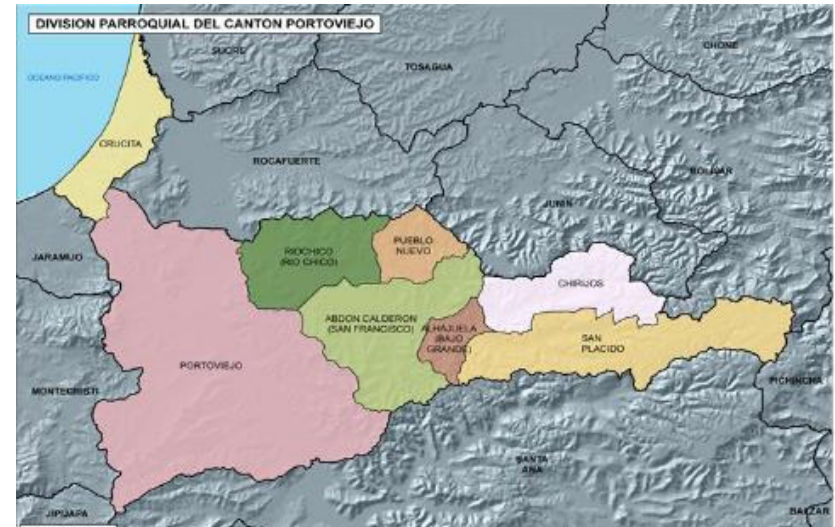 DIVISION PARROQUIAL DEL CANTON PORTOVIEJO
SUCRE
CHONE
TOSAGUA
OCEANO PACIFICO
CRUCITA
ROCAFUERTE
BOLIVAR
JUNIN
JARAMIJO
RIOCHICO
(RIO CHICO)
PUEBLO
NUEVO
CHIRIJOS
ABDON CALDERON
(SAN FRANCISCO)
ALHAJUELA
(BAJO
GRANDE)
SAN
PLACIDO
PORTOVIEJO
MONTECRISTI
PICHINCHA
SANTA
ANA
JIPIJAPA
BALZAR